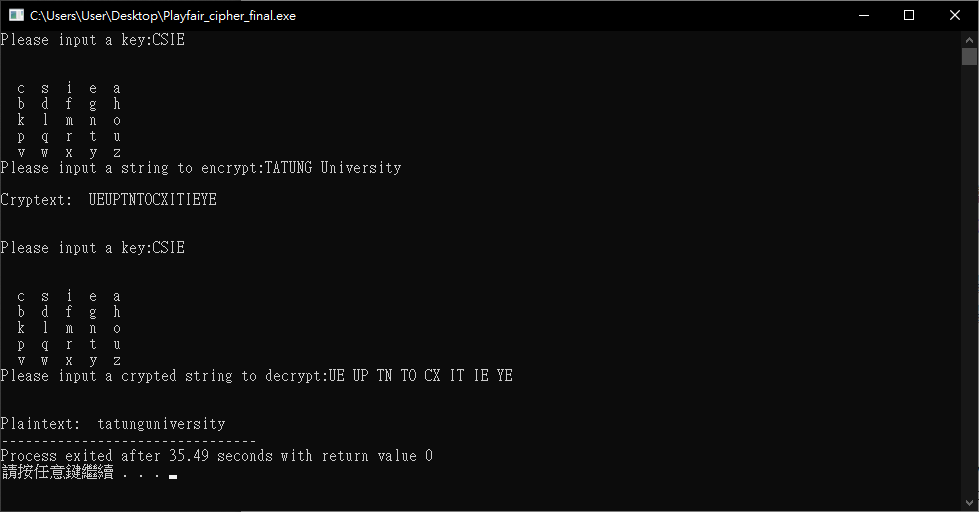 C:\Users\User\Desktop\Playfair_cipher_final.exe
Please input a key:CSIE
c s i e a
b d f g h
k l m n o
p q r t u
v w x y z
Please input a string to encrypt:TATUNG University
Cryptext: UEUPTNTOCXITIEYE
Please input a key:CSIE
c s i e a
b d f g h
k l m n o
p q r t u
v w x y z
Please input a crypted string to decrypt:UE UP TN TO CX IT IE YE
Plaintext: tatunguniversity
--------------------------------
Process exited after 35.49 seconds with return value 0
請按任意鍵繼續 . . .